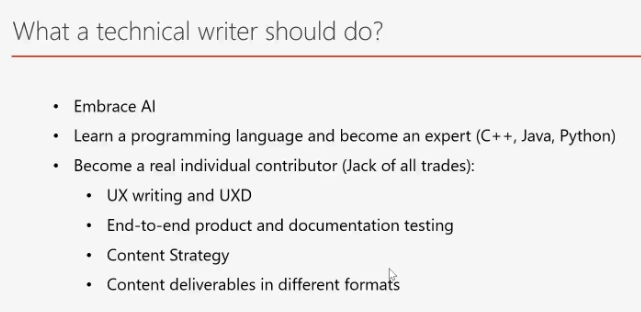 What a technical writer should do?
• Embrace AI
• Learn a programming language and become an expert (C++, Java, Python)
• Become a real individual contributor (Jack of all trades):
• UX writing and UXD
• End-to-end product and documentation testing
• Content Strategy
• Content deliverables in different formats